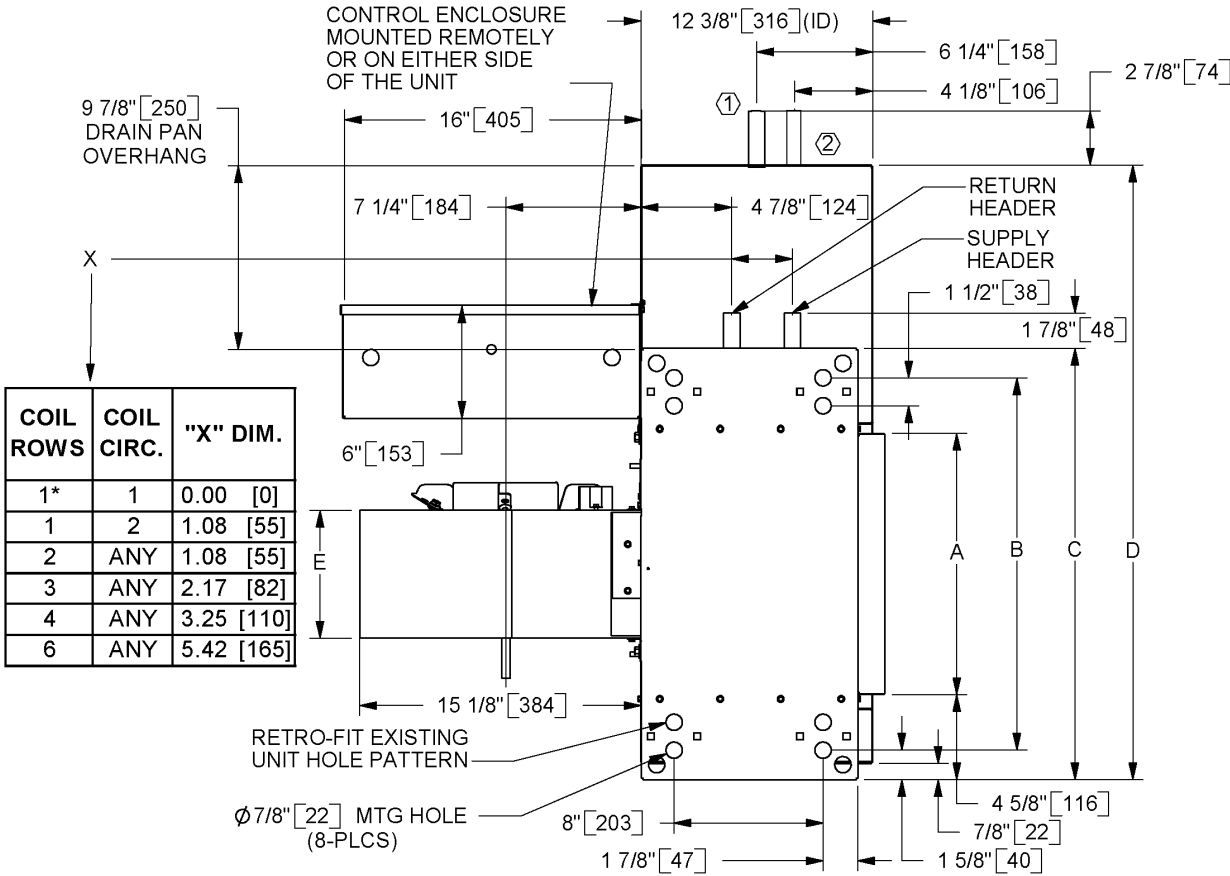 CONTROL ENCLOSURE
MOUNTED REMOTELY
OR ON EITHER SIDE
OF THE UNIT
12 3/8"[316](ID)
6 1/4"[158]
2 7/8"[74]
4 1/8"[106]
9 7/8"[250]
DRAIN PAN
OVERHANG
16"[405]
1
2
7 1/4"[184]
4 7/8"[124]
RETURN
HEADER
SUPPLY
HEADER
X
1 1/2"[38]
1 7/8"[48]
COIL ROWS COIL CIRC. "X" DIM.
1* 1 0.00 [0]
1 2 1.08 [55]
2 ANY 1.08 [55]
3 ANY 2.17 [82]
4 ANY 3.25 [110]
6 ANY 5.42 [165]
6"[153]
E
A
B
C
D
15 1/8"[384]
RETRO-FIT EXISTING
UNIT HOLE PATTERN
Ø7/8"[22] MTG HOLE
(8-PLCS)
8"[203]
4 5/8"[116]
7/8"[22]
1 7/8"[47]
1 5/8"[40]